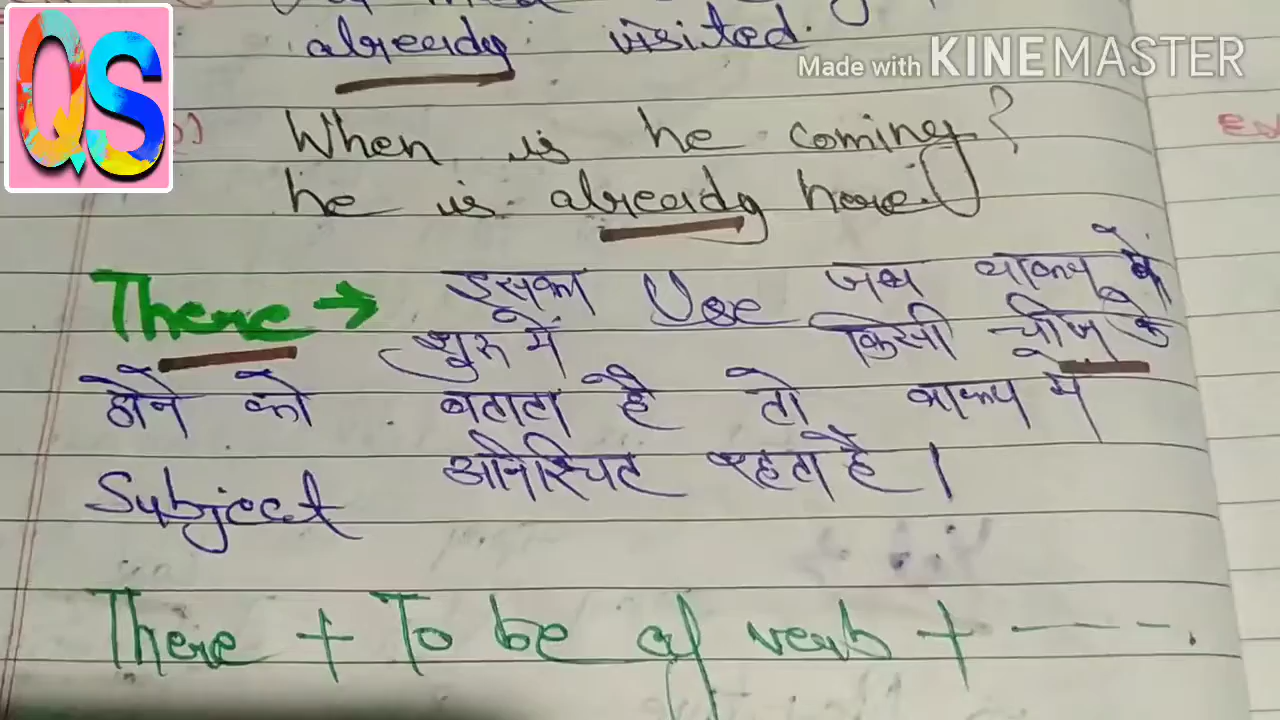 already visited.
QS
Made with KINEMASTER
When is he coming?
he is already here.
There → इसका Use जब वाक्य के
शुरू में किसी चीज के
होने को बताता है तो वाक्य में
Subject अनिश्चित रहता है।
There + To be of verb + ----.